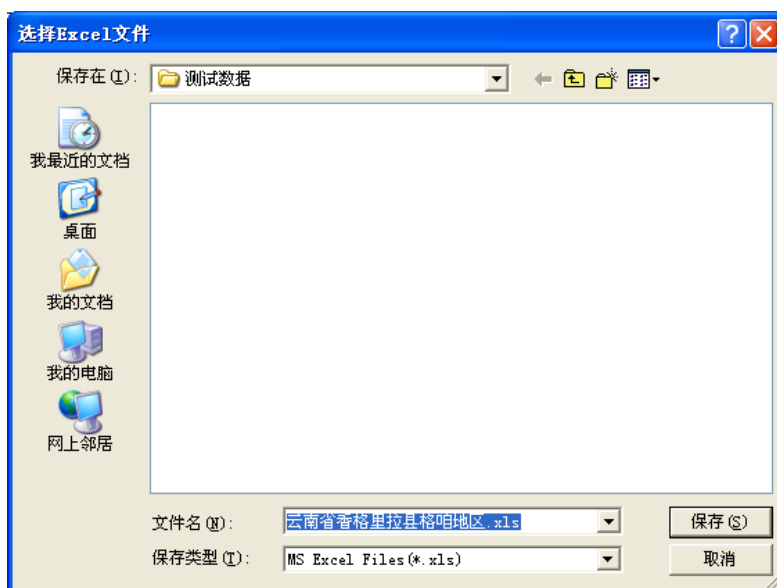 选择Excel文件
保存在(I):
测试数据
我最近的文档
桌面
我的文档
我的电脑
网上邻居
文件名(N):
云南省香格里拉县格咱地区.xls
保存(S)
保存类型(T):
MS Excel Files(*.xls)
取消